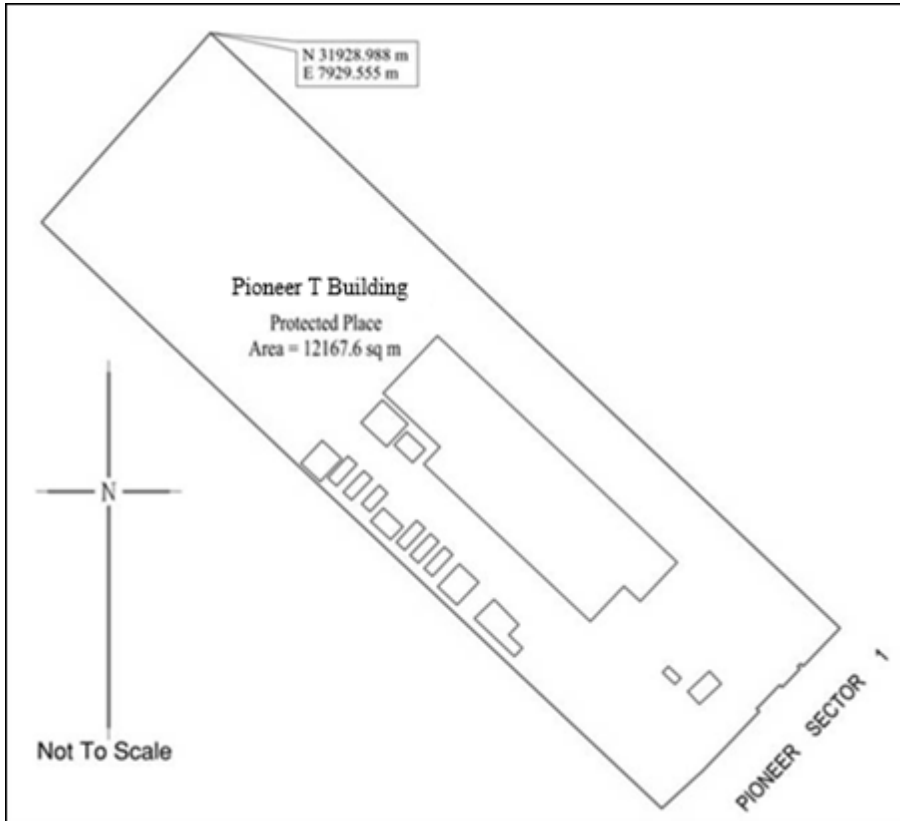 N 31928.988 m
E 7929.555 m
Pioneer T Building
Protected Place
Area = 12167.6 sq m
N
Not To Scale
PIONEER SECTOR 1